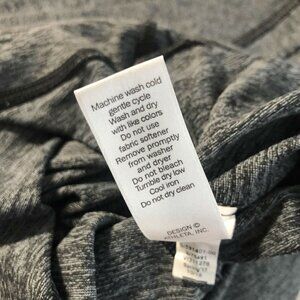 Machine wash cold
gentle cycle
Wash and dry
with like colors
Do not use
fabric softener
Remove promptly
from washer
and dryer
Do not bleach
Tumble dry low
Cool iron
Do not dry clean
DESIGN ©
ATHLETA, INC.